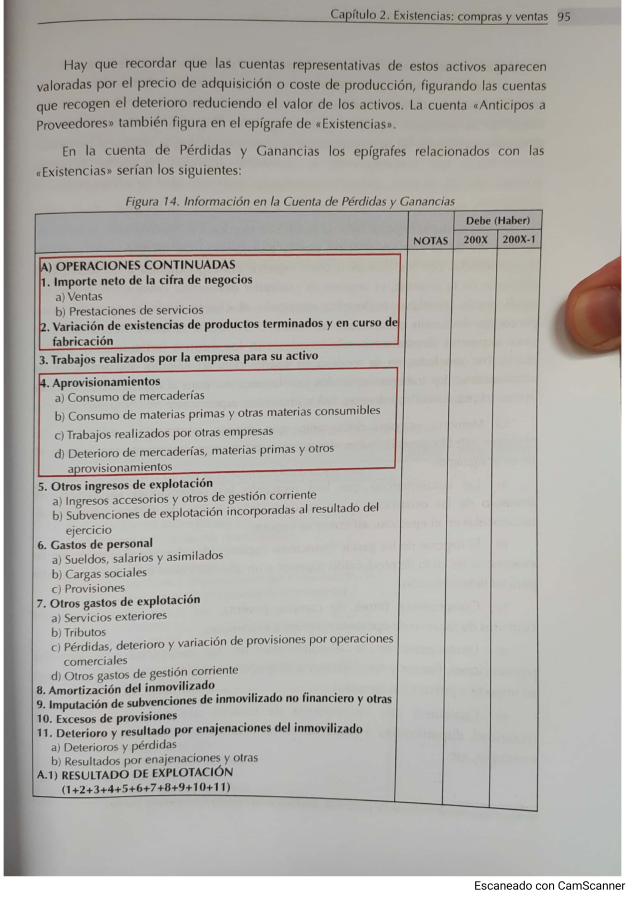 Capítulo 2. Existencias: compras y ventas 95
Hay que recordar que las cuentas representativas de estos activos aparecen
valoradas por el precio de adquisición o coste de producción, figurando las cuentas
que recogen el deterioro reduciendo el valor de los activos. La cuenta «Anticipos a
Proveedores» también figura en el epígrafe de «Existencias».
En la cuenta de Pérdidas y Ganancias los epígrafes relacionados con las
«Existencias» serían los siguientes:
Figura 14. Información en la Cuenta de Pérdidas y Ganancias
Debe (Haber)
NOTAS 200X 200X-1
A) OPERACIONES CONTINUADAS
1. Importe neto de la cifra de negocios
a) Ventas
b) Prestaciones de servicios
2. Variación de existencias de productos terminados y en curso de
fabricación
3. Trabajos realizados por la empresa para su activo
4. Aprovisionamientos
a) Consumo de mercaderías
b) Consumo de materias primas y otras materias consumibles
c) Trabajos realizados por otras empresas
d) Deterioro de mercaderías, materias primas y otros
aprovisionamientos
5. Otros ingresos de explotación
a) Ingresos accesorios y otros de gestión corriente
b) Subvenciones de explotación incorporadas al resultado del
ejercicio
6. Gastos de personal
a) Sueldos, salarios y asimilados
b) Cargas sociales
c) Provisiones
7. Otros gastos de explotación
a) Servicios exteriores
b) Tributos
c) Pérdidas, deterioro y variación de provisiones por operaciones
comerciales
d) Otros gastos de gestión corriente
8. Amortización del inmovilizado
9. Imputación de subvenciones de inmovilizado no financiero y otras
10. Excesos de provisiones
11. Deterioro y resultado por enajenaciones del inmovilizado
a) Deterioros y pérdidas
b) Resultados por enajenaciones y otras
A.1) RESULTADO DE EXPLOTACIÓN
(1+2+3+4+5+6+7+8+9+10+11)
Escaneado con CamScanner